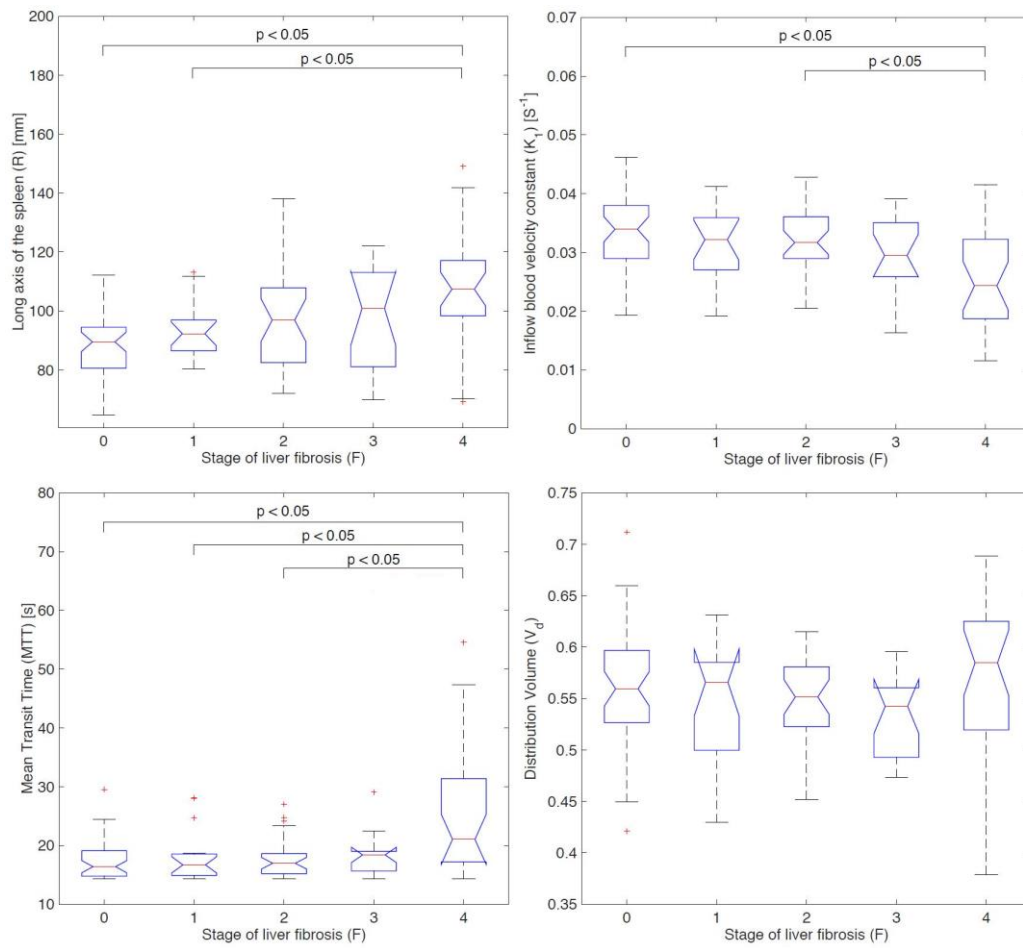 200
180
160
140
120
100
80
Long axis of the spleen (R) [mm]
p < 0.05
p < 0.05
0 1 2 3 4
Stage of liver fibrosis (F)
0.07
0.06
0.05
0.04
0.03
0.02
0.01
0
Inflow blood velocity constant (K1) [S-1]
p < 0.05
p < 0.05
0 1 2 3 4
Stage of liver fibrosis (F)
80
70
60
50
40
30
20
10
Mean Transit Time (MTT) [s]
p < 0.05
p < 0.05
p < 0.05
0 1 2 3 4
Stage of liver fibrosis (F)
0.75
0.7
0.65
0.6
0.55
0.5
0.45
0.4
0.35
Distribution Volume (Vd)
0 1 2 3 4
Stage of liver fibrosis (F)